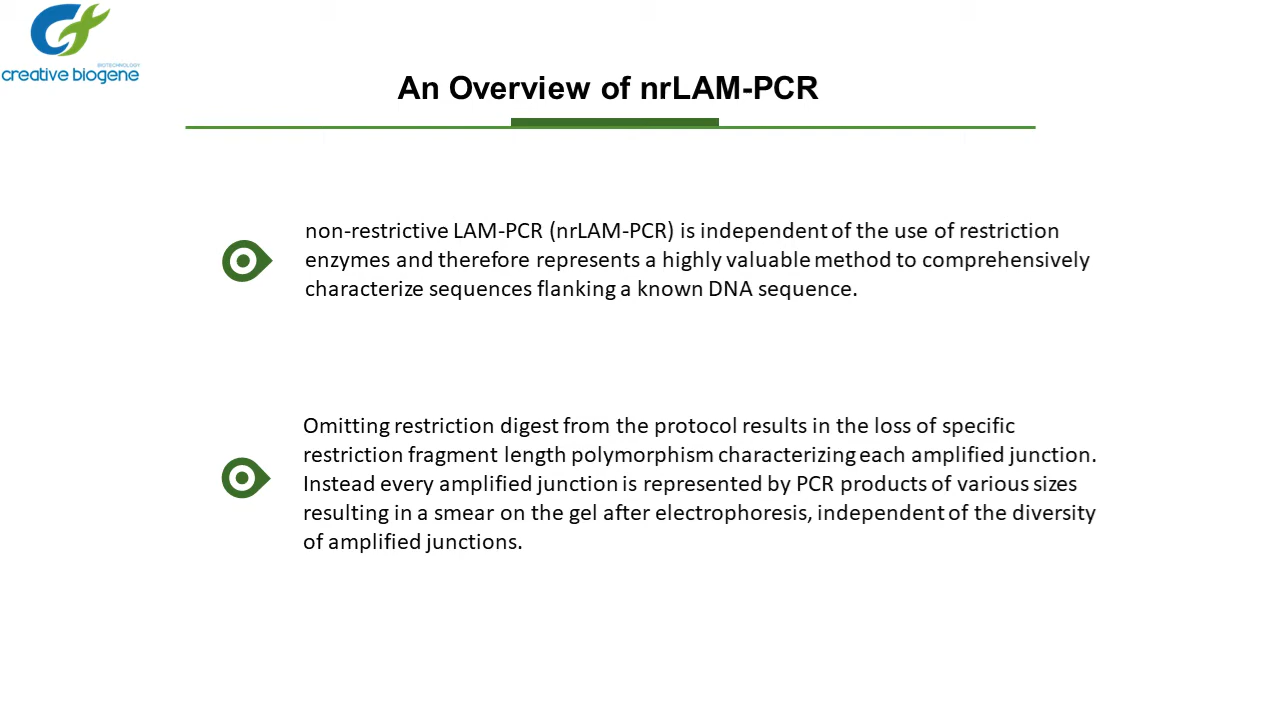 BIOTECHNOLOGY
creative biogene
An Overview of nrLAM-PCR
non-restrictive LAM-PCR (nrLAM-PCR) is independent of the use of restriction
enzymes and therefore represents a highly valuable method to comprehensively
characterize sequences flanking a known DNA sequence.
Omitting restriction digest from the protocol results in the loss of specific
restriction fragment length polymorphism characterizing each amplified junction.
Instead every amplified junction is represented by PCR products of various sizes
resulting in a smear on the gel after electrophoresis, independent of the diversity
of amplified junctions.